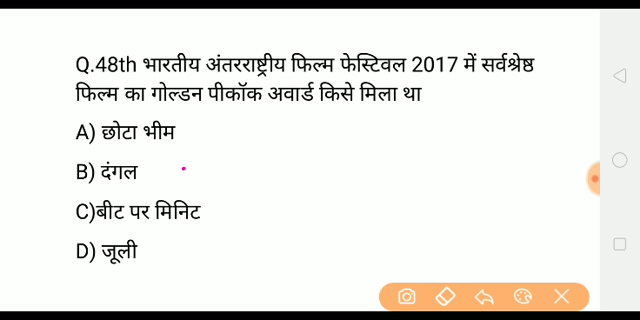 Q.48th भारतीय अंतरराष्ट्रीय फिल्म फेस्टिवल 2017 में सर्वश्रेष्ठ
फिल्म का गोल्डन पीकॉक अवार्ड किसे मिला था
A) छोटा भीम
B) दंगल
C)बीट पर मिनिट
D) जूली